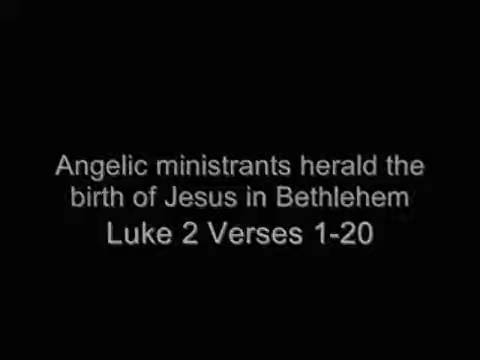 Angelic ministrants herald the
birth of Jesus in Bethlehem
Luke 2 Verses 1-20